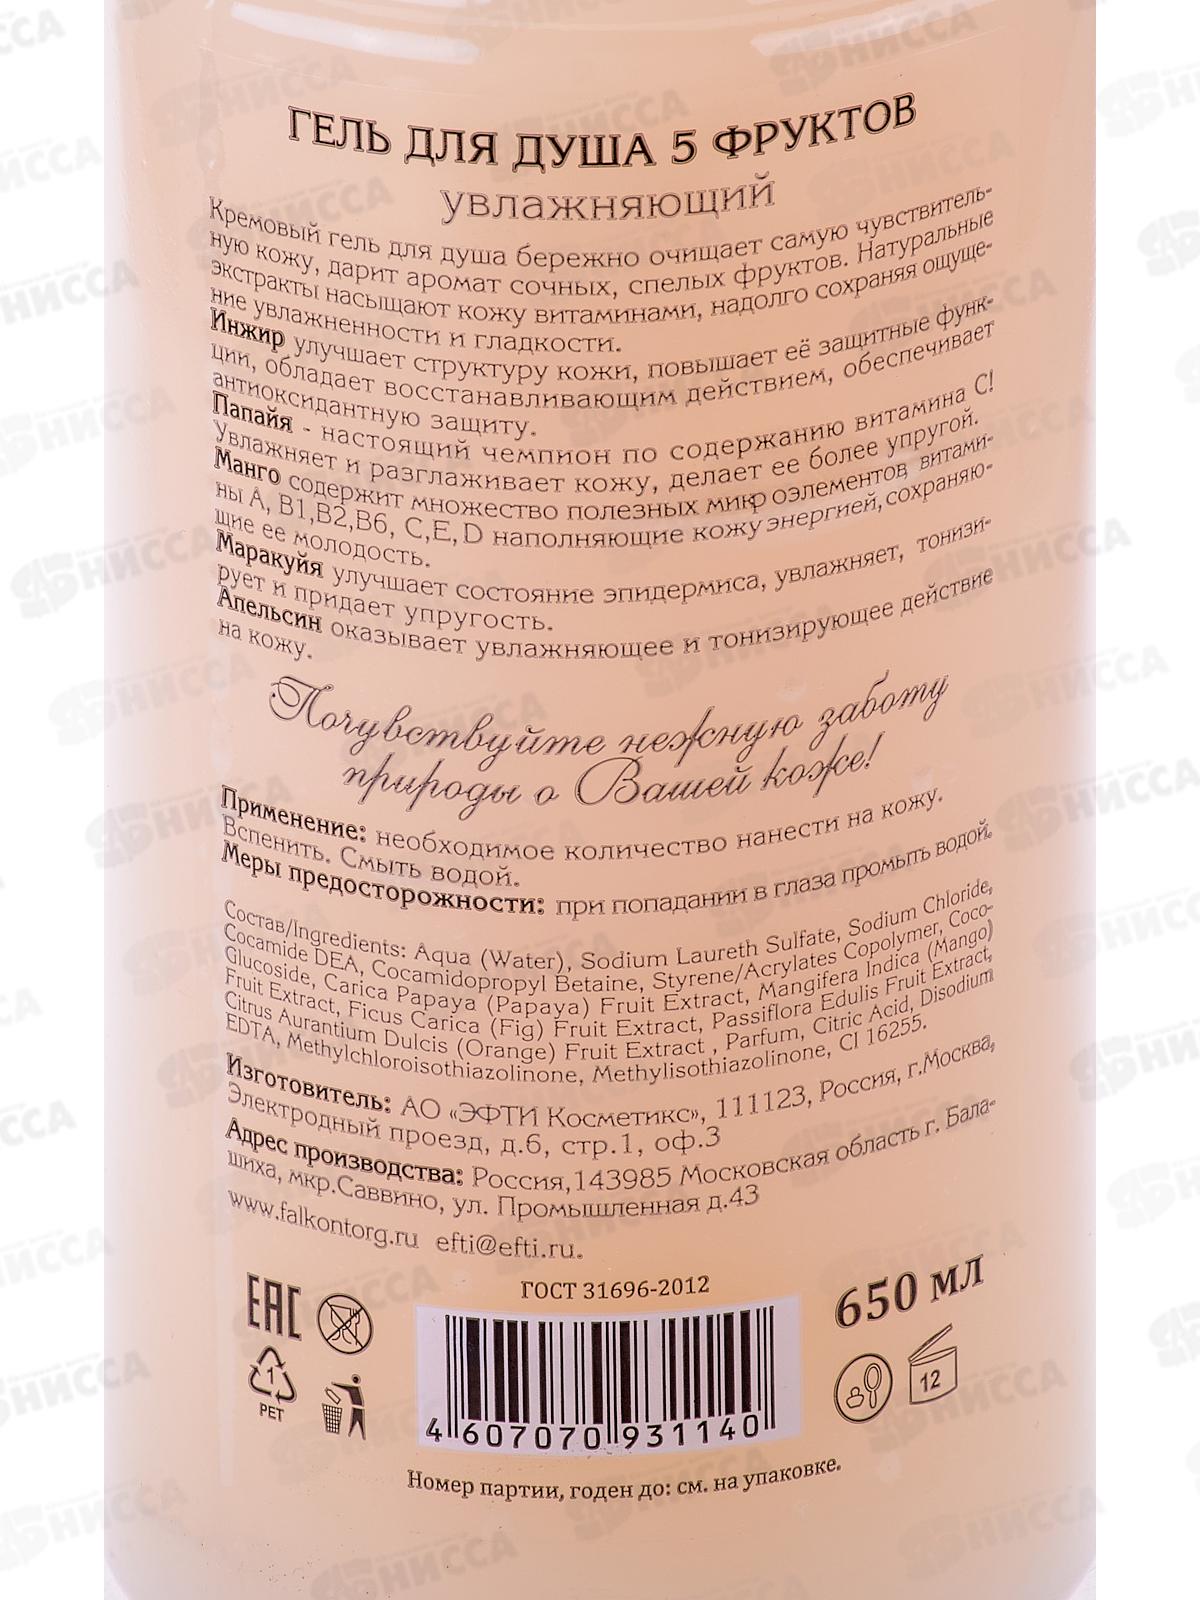 ГЕЛЬ ДЛЯ ДУША 5 ФРУКТОВ
увлажняющий
Кремовый гель для душа бережно очищает самую чувствитель-
ную кожу, дарит аромат сочных, спелых фруктов. Натуральные
экстракты насыщают кожу витаминами, надолго сохраняя ощуще-
ние увлажненности и гладкости.
Инжир улучшает структуру кожи, повышает её защитные функ-
ции, обладает восстанавливающим действием, обеспечивает
антиоксидантную защиту.
Папайя - настоящий чемпион по содержанию витамина С!
Увлажняет и разглаживает кожу, делает ее более упругой.
Манго содержит множество полезных микроэлементов, витами-
ны А, В1,В2,В6, С,Е,D наполняющие кожу энергией,сохраняю-
щие ее молодость.
Маракуйя улучшает состояние эпидермиса, увлажняет, тонизи-
рует и придает упругость.
Апельсин оказывает увлажняющее и тонизирующее действие
на кожу.
Почувствуйте нежную заботу
природы о Вашей коже!
Применение: необходимое количество нанести на кожу.
Вспенить. Смыть водой.
Меры предосторожности: при попадании в глаза промыть водой.
Состав/Ingredients: Aqua (Water), Sodium Laureth Sulfate, Sodium Chloride,
Cocamide DEA, Cocamidopropyl Betaine, Styrene/Acrylates Copolymer, Coco-
Glucoside, Carica Papaya (Papaya) Fruit Extract, Mangifera Indica (Mango)
Fruit Extract, Ficus Carica (Fig) Fruit Extract, Passiflora Edulis Fruit Extract,
Citrus Aurantium Dulcis (Orange) Fruit Extract , Parfum, Citric Acid, Disodium
EDTA, Methylchloroisothiazolinone, Methylisothiazolinone, CI 16255.
Изготовитель: АО «ЭФТИ Косметикс», 111123, Россия, г.Москва,
Электродный проезд, д.6, стр.1, оф.3
Адрес производства: Россия,143985 Московская область г. Бала-
шиха, мкр.Саввино, ул. Промышленная д.43
www.falkontorg.ru efti@efti.ru.
ГОСТ 31696-2012
650 мл
EAC
1
PET
12
4 607070 931140
Номер партии, годен до: см. на упаковке.
НИССА